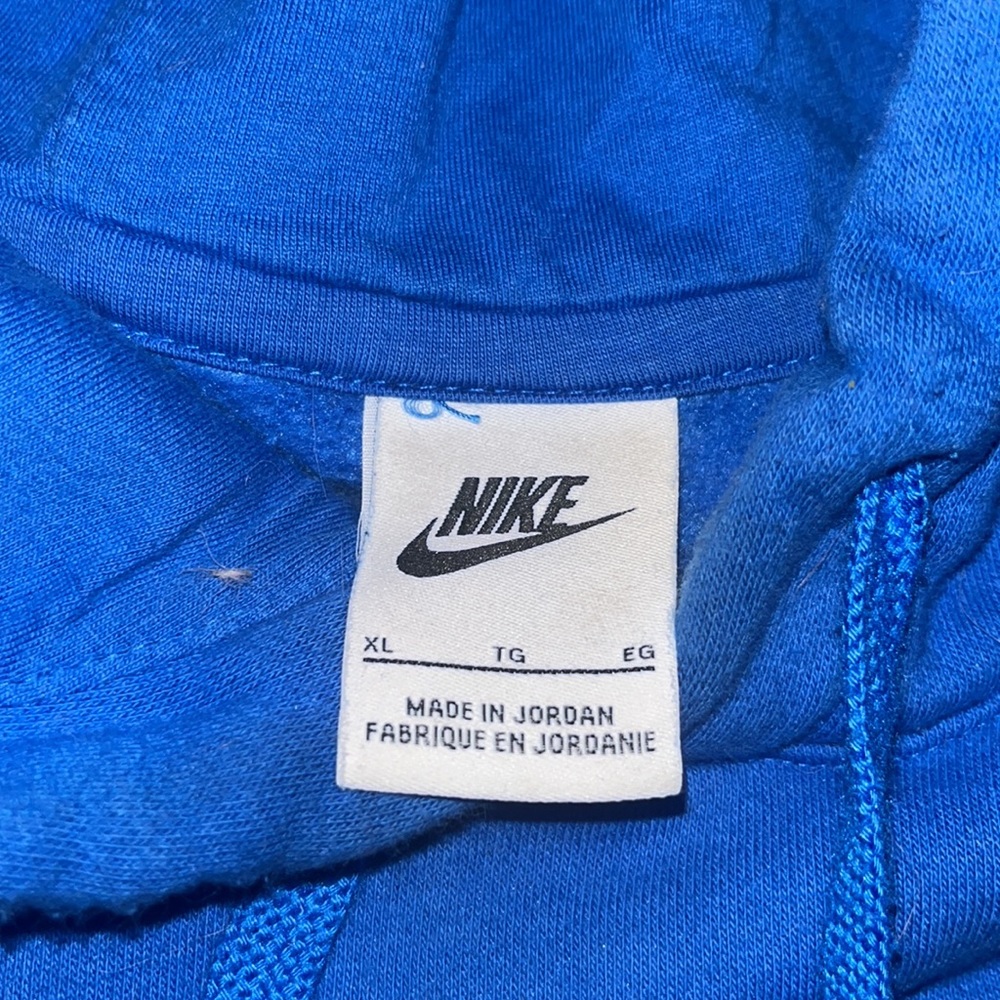 NIKE
XL TG EG
MADE IN JORDAN
FABRIQUE EN JORDANIE